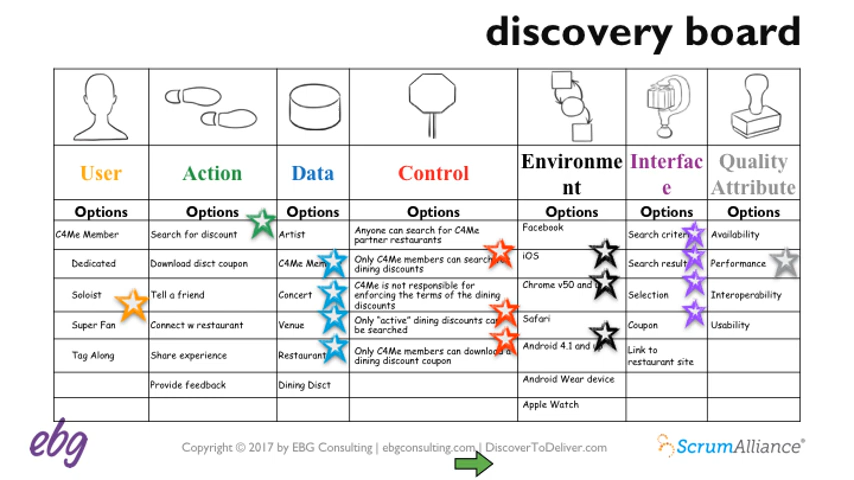 discovery board
User
Action
Data
Control
Environme
nt
Interfac
e
Quality
Attribute
Options
Options
Options
Options
Options
Options
Options
C4Me Member
Search for discount
Artist
Anyone can search for C4Me
partner restaurants
Facebook
Search criter
Availability
Dedicated
Download disct coupon
C4Me Mem
Only C4Me members can search
dining discounts
iOS
Search result
Performance
Soloist
Tell a friend
Concert
C4Me is not responsible for
enforcing the terms of the dining
discounts
Chrome v50 and u
Selection
Interoperability
Super Fan
Connect w restaurant
Venue
Only "active" dining discounts can
be searched
Safari
Coupon
Usability
Tag Along
Share experience
Restaurant
Only C4Me members can download a
dining discount coupon
Android 4.1 and u
Link to
restaurant site
Provide feedback
Dining Disct
Android Wear device
Apple Watch
ebg
Copyright © 2017 by EBG Consulting | ebgconsulting.com | DiscoverToDeliver.com
ScrumAlliance®